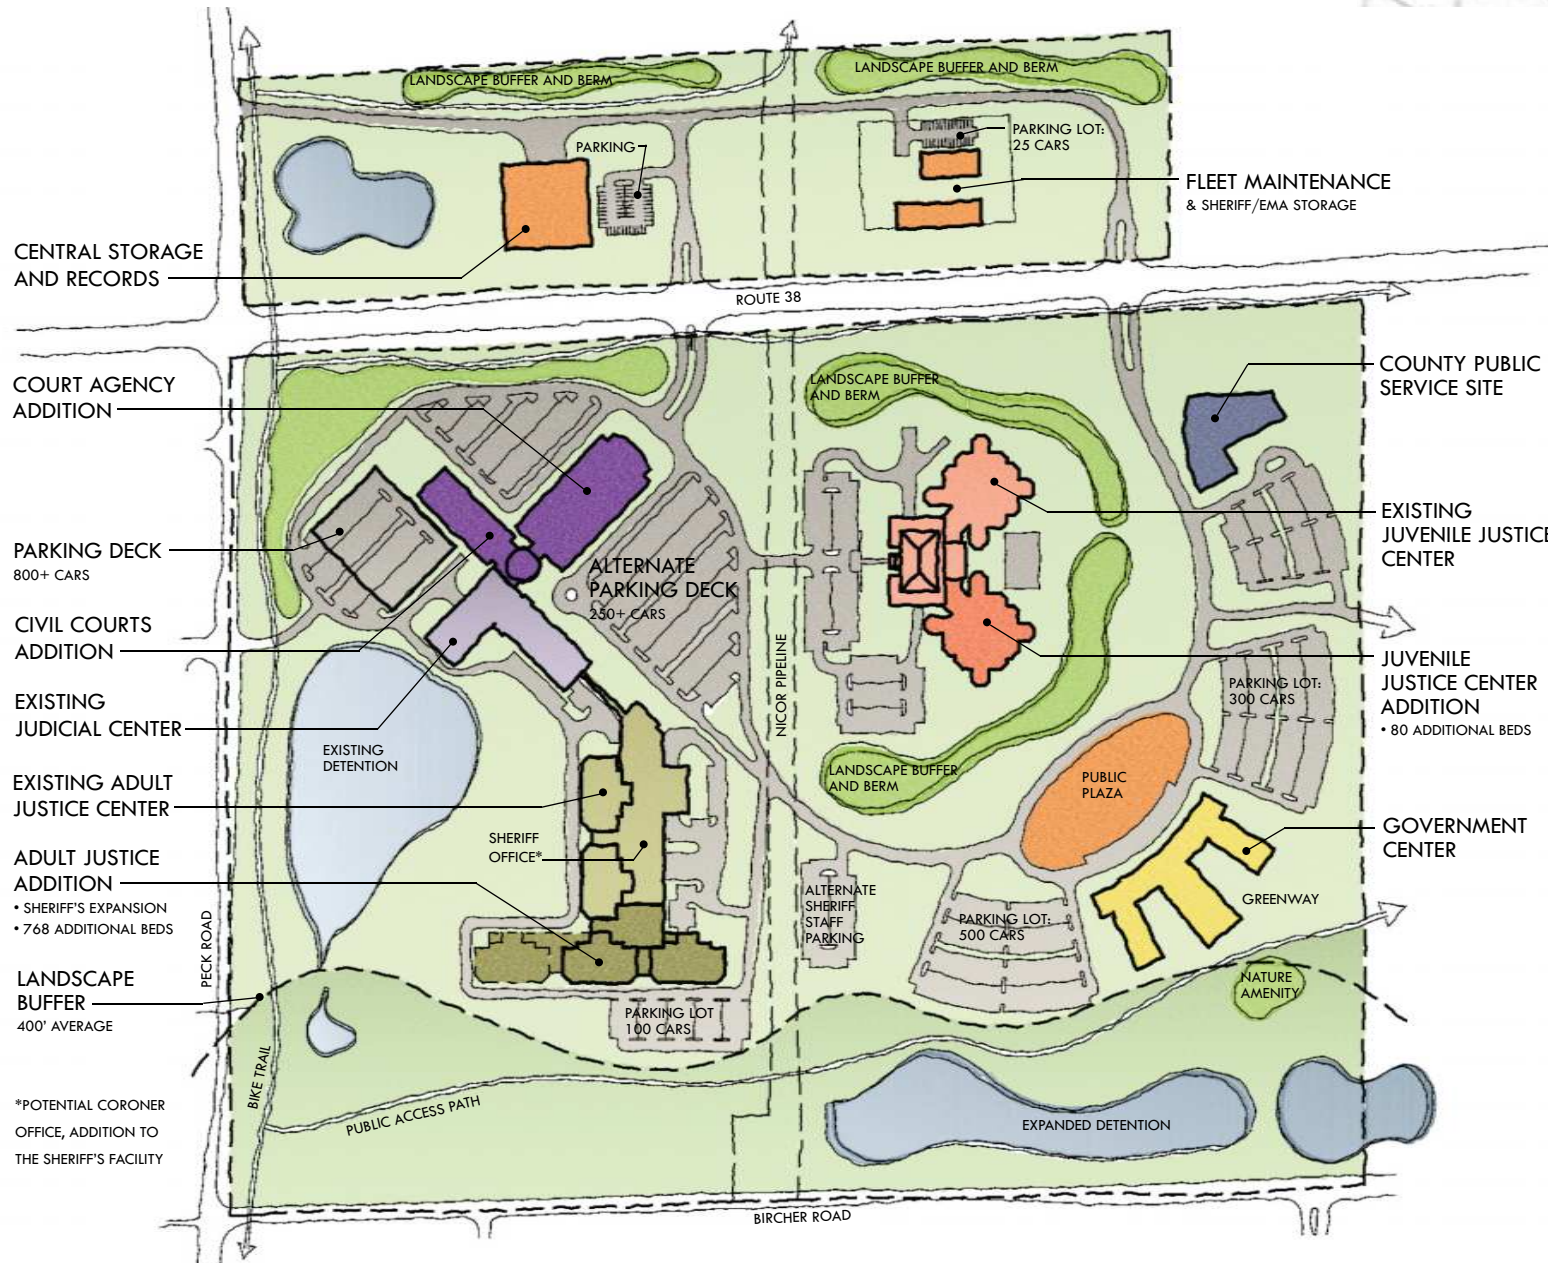 LANDSCAPE BUFFER AND BERM
LANDSCAPE BUFFER AND BERM
PARKING
PARKING LOT:
25 CARS
FLEET MAINTENANCE
& SHERIFF/EMA STORAGE
CENTRAL STORAGE
AND RECORDS
ROUTE 38
COURT AGENCY
ADDITION
LANDSCAPE BUFFER
AND BERM
COUNTY PUBLIC
SERVICE SITE
EXISTING
JUVENILE JUSTICE
CENTER
PARKING DECK
800+ CARS
ALTERNATE
PARKING DECK
250+ CARS
CIVIL COURTS
ADDITION
EXISTING
JUDICIAL CENTER
NICOR PIPELINE
JUVENILE
JUSTICE CENTER
ADDITION
• 80 ADDITIONAL BEDS
PARKING LOT:
300 CARS
EXISTING
DETENTION
LANDSCAPE BUFFER
AND BERM
PUBLIC
PLAZA
EXISTING ADULT
JUSTICE CENTER
SHERIFF
OFFICE*
GOVERNMENT
CENTER
ADULT JUSTICE
ADDITION
• SHERIFF'S EXPANSION
• 768 ADDITIONAL BEDS
ALTERNATE
SHERIFF
STAFF
PARKING
PARKING LOT:
500 CARS
GREENWAY
PECK ROAD
LANDSCAPE
BUFFER
400' AVERAGE
NATURE
AMENITY
PARKING LOT
100 CARS
BIKE TRAIL
PUBLIC ACCESS PATH
EXPANDED DETENTION
*POTENTIAL CORONER
OFFICE, ADDITION TO
THE SHERIFF'S FACILITY
BIRCHER ROAD